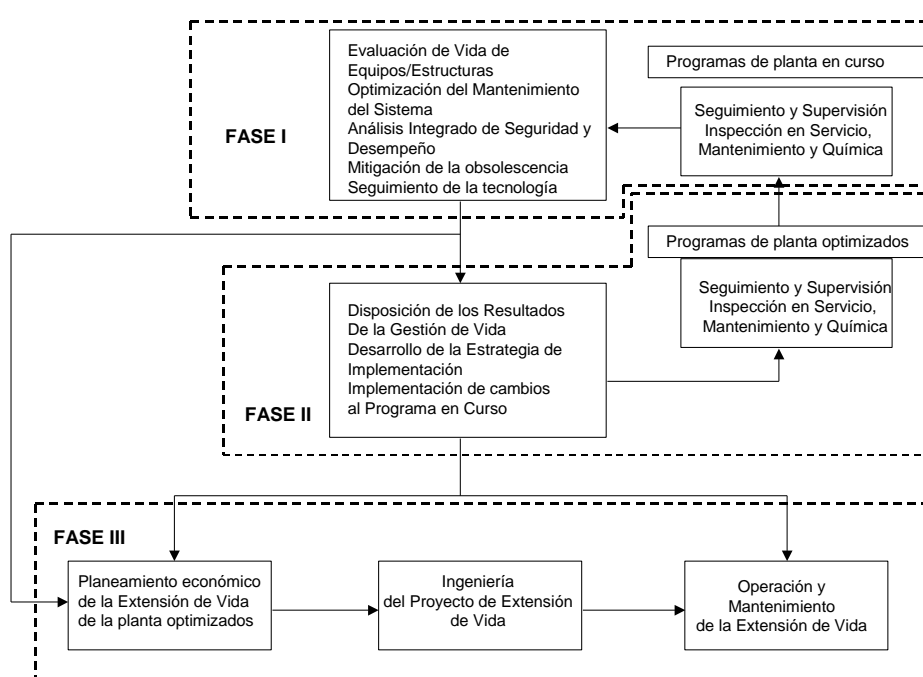 FASE I
Evaluación de Vida de
Equipos/Estructuras
Optimización del Mantenimiento
del Sistema
Análisis Integrado de Seguridad y
Desempeño
Mitigación de la obsolescencia
Seguimiento de la tecnología
Programas de planta en curso
Seguimiento y Supervisión
Inspección en Servicio,
Mantenimiento y Química
Programas de planta optimizados
Seguimiento y Supervisión
Inspección en Servicio,
Mantenimiento y Química
FASE II
Disposición de los Resultados
De la Gestión de Vida
Desarrollo de la Estrategia de
Implementación
Implementación de cambios
al Programa en Curso
FASE III
Planeamiento económico
de la Extensión de Vida
de la planta optimizados
Ingeniería
del Proyecto de Extensión
de Vida
Operación y
Mantenimiento
de la Extensión de Vida